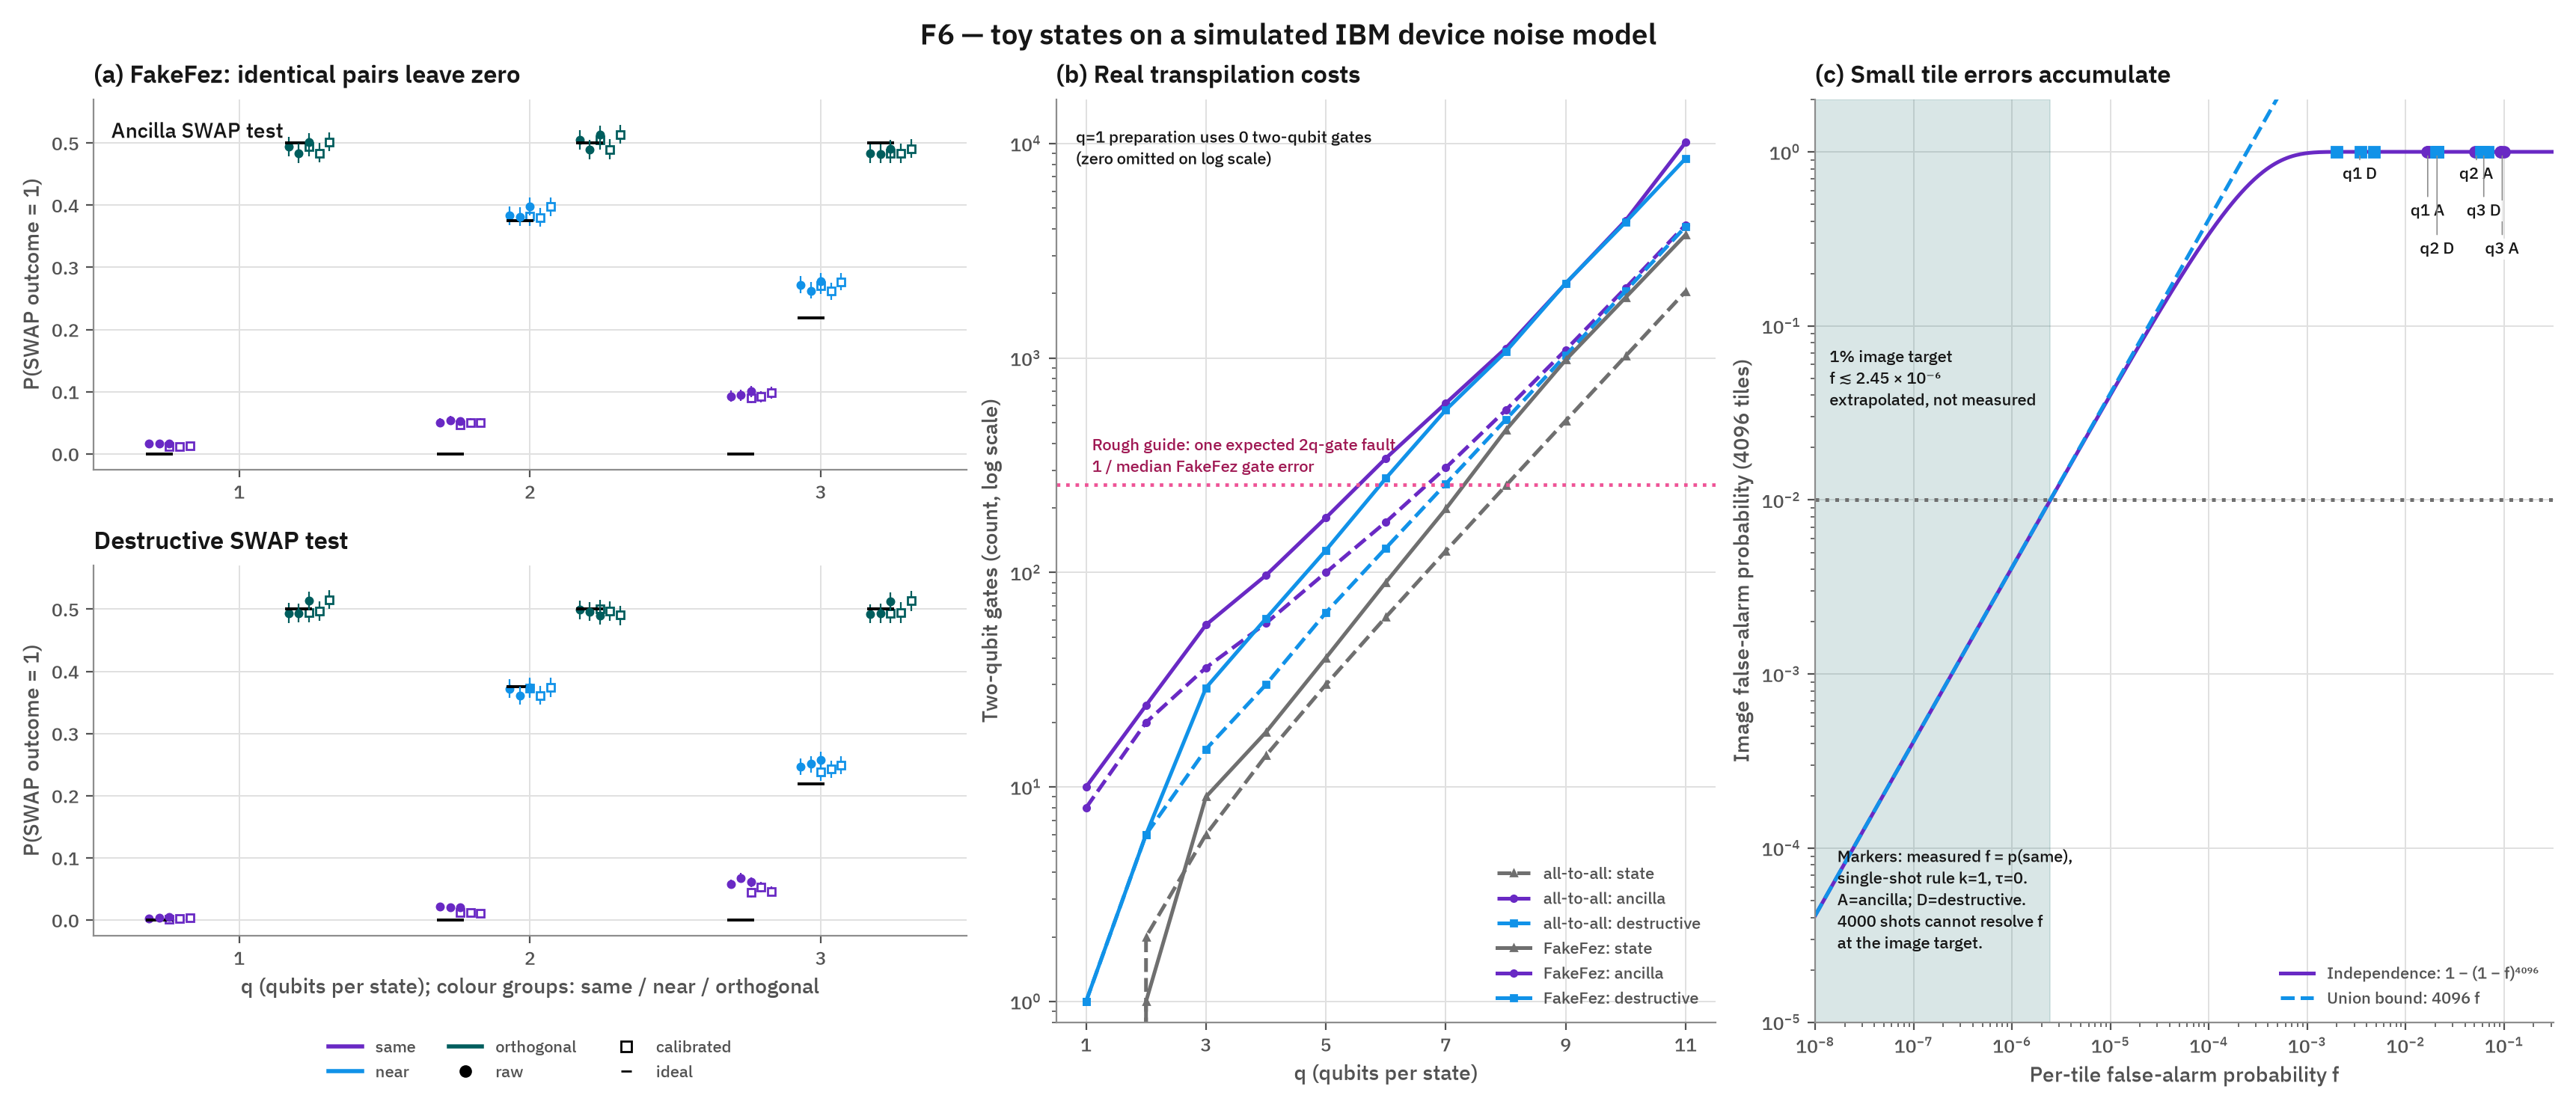 F6 — toy states on a simulated IBM device noise model
(a) FakeFez: identical pairs leave zero
Ancilla SWAP test
P(SWAP outcome = 1)
0.5
0.4
0.3
0.2
0.1
0.0
1
2
3
Destructive SWAP test
P(SWAP outcome = 1)
0.5
0.4
0.3
0.2
0.1
0.0
1
2
3
q (qubits per state); colour groups: same / near / orthogonal
same
near
orthogonal
raw
calibrated
ideal
(b) Real transpilation costs
q=1 preparation uses 0 two-qubit gates
(zero omitted on log scale)
Rough guide: one expected 2q-gate fault
1 / median FakeFez gate error
Two-qubit gates (count, log scale)
10⁴
10³
10²
10¹
10⁰
all-to-all: state
all-to-all: ancilla
all-to-all: destructive
FakeFez: state
FakeFez: ancilla
FakeFez: destructive
1
3
5
7
9
11
q (qubits per state)
(c) Small tile errors accumulate
Image false-alarm probability (4096 tiles)
10⁰
10⁻¹
10⁻²
10⁻³
10⁻⁴
10⁻⁵
q1 D
q2 A
q1 A
q3 D
q2 D
q3 A
1% image target
f ≲ 2.45 × 10⁻⁶
extrapolated, not measured
Markers: measured f = p(same),
single-shot rule k=1, τ=0.
A=ancilla; D=destructive.
4000 shots cannot resolve f
at the image target.
Independence: 1 − (1 − f)⁴⁰⁹⁶
Union bound: 4096 f
10⁻⁸
10⁻⁷
10⁻⁶
10⁻⁵
10⁻⁴
10⁻³
10⁻²
10⁻¹
Per-tile false-alarm probability f